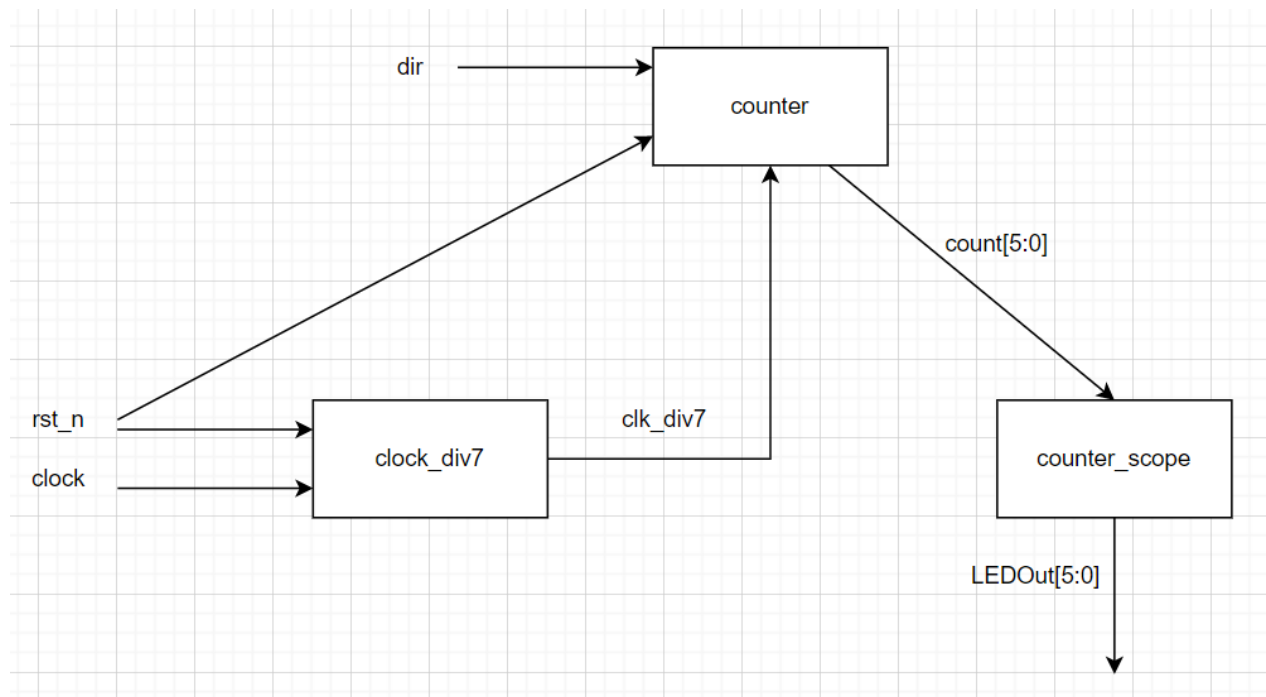 dir
counter
count[5:0]
rst_n
clk_div7
clock_div7
counter_scope
clock
LEDOut[5:0]